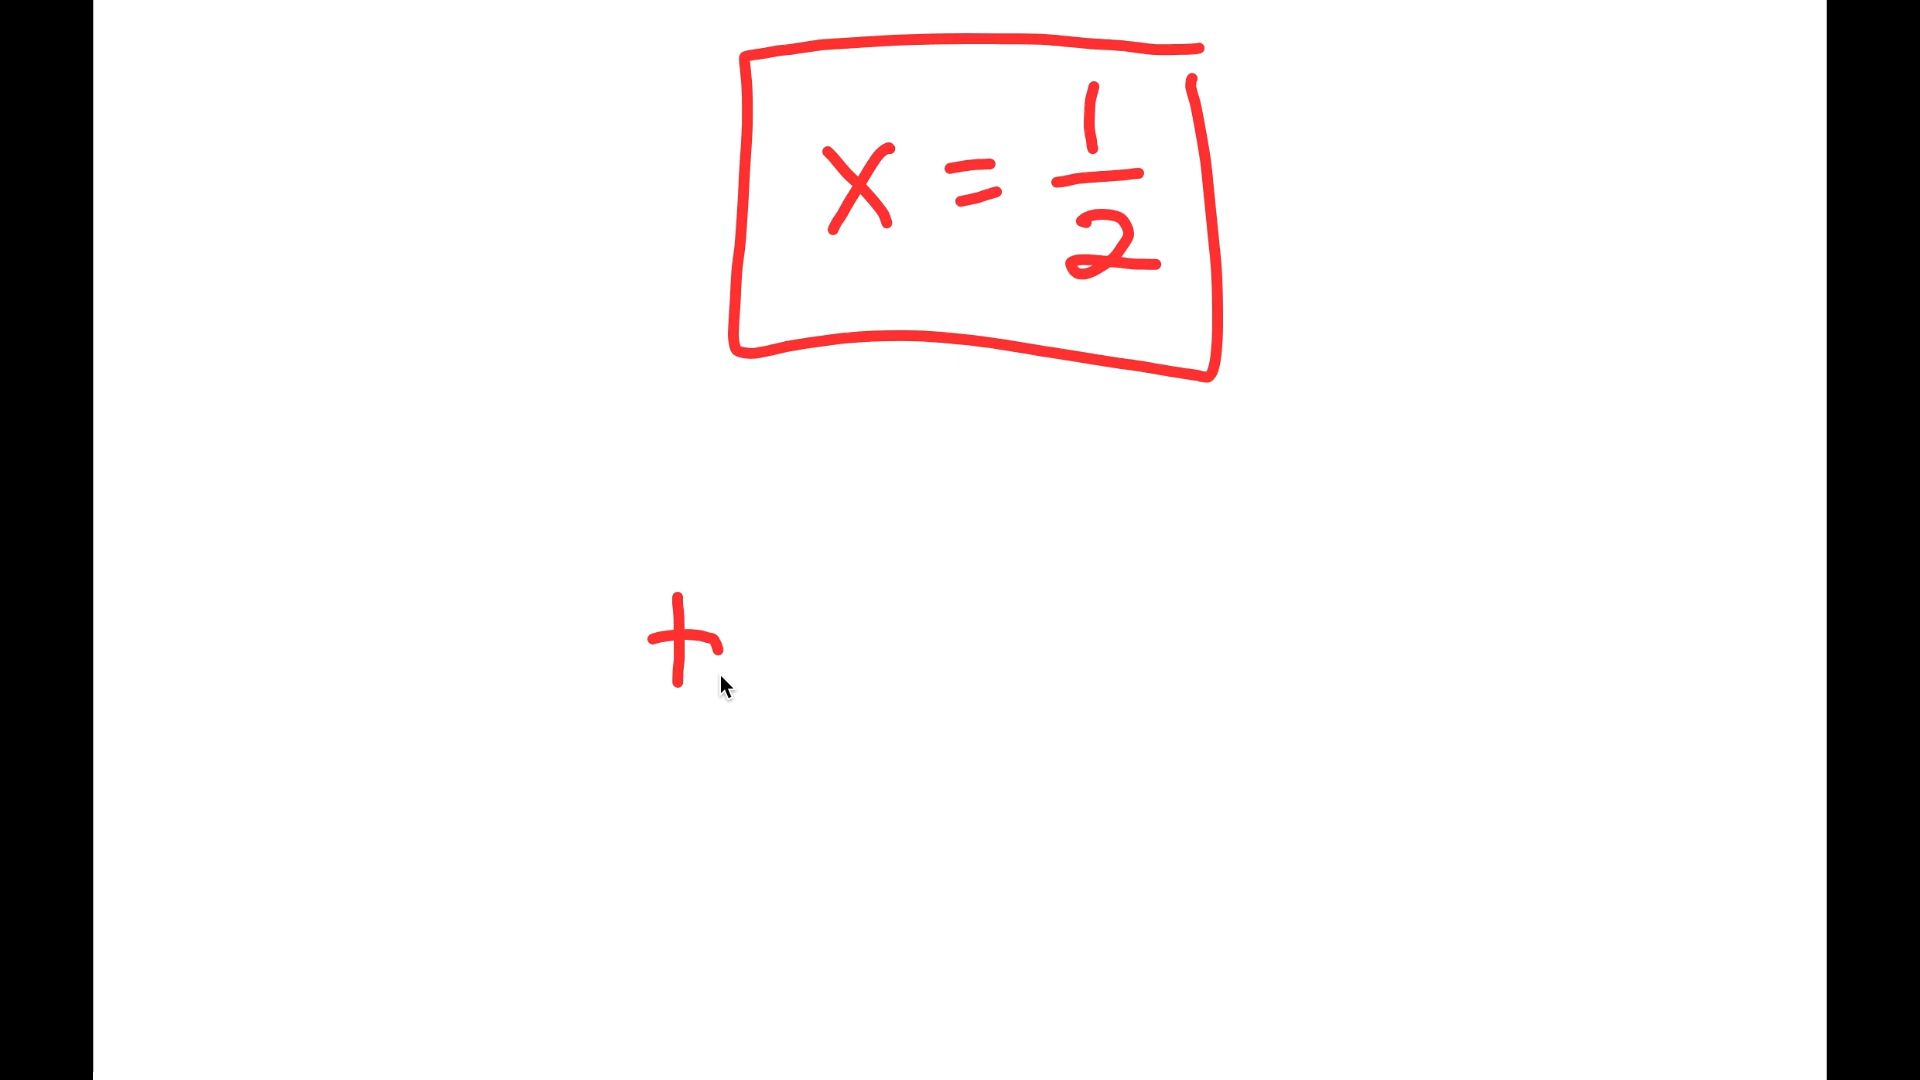 x = 1/2
+